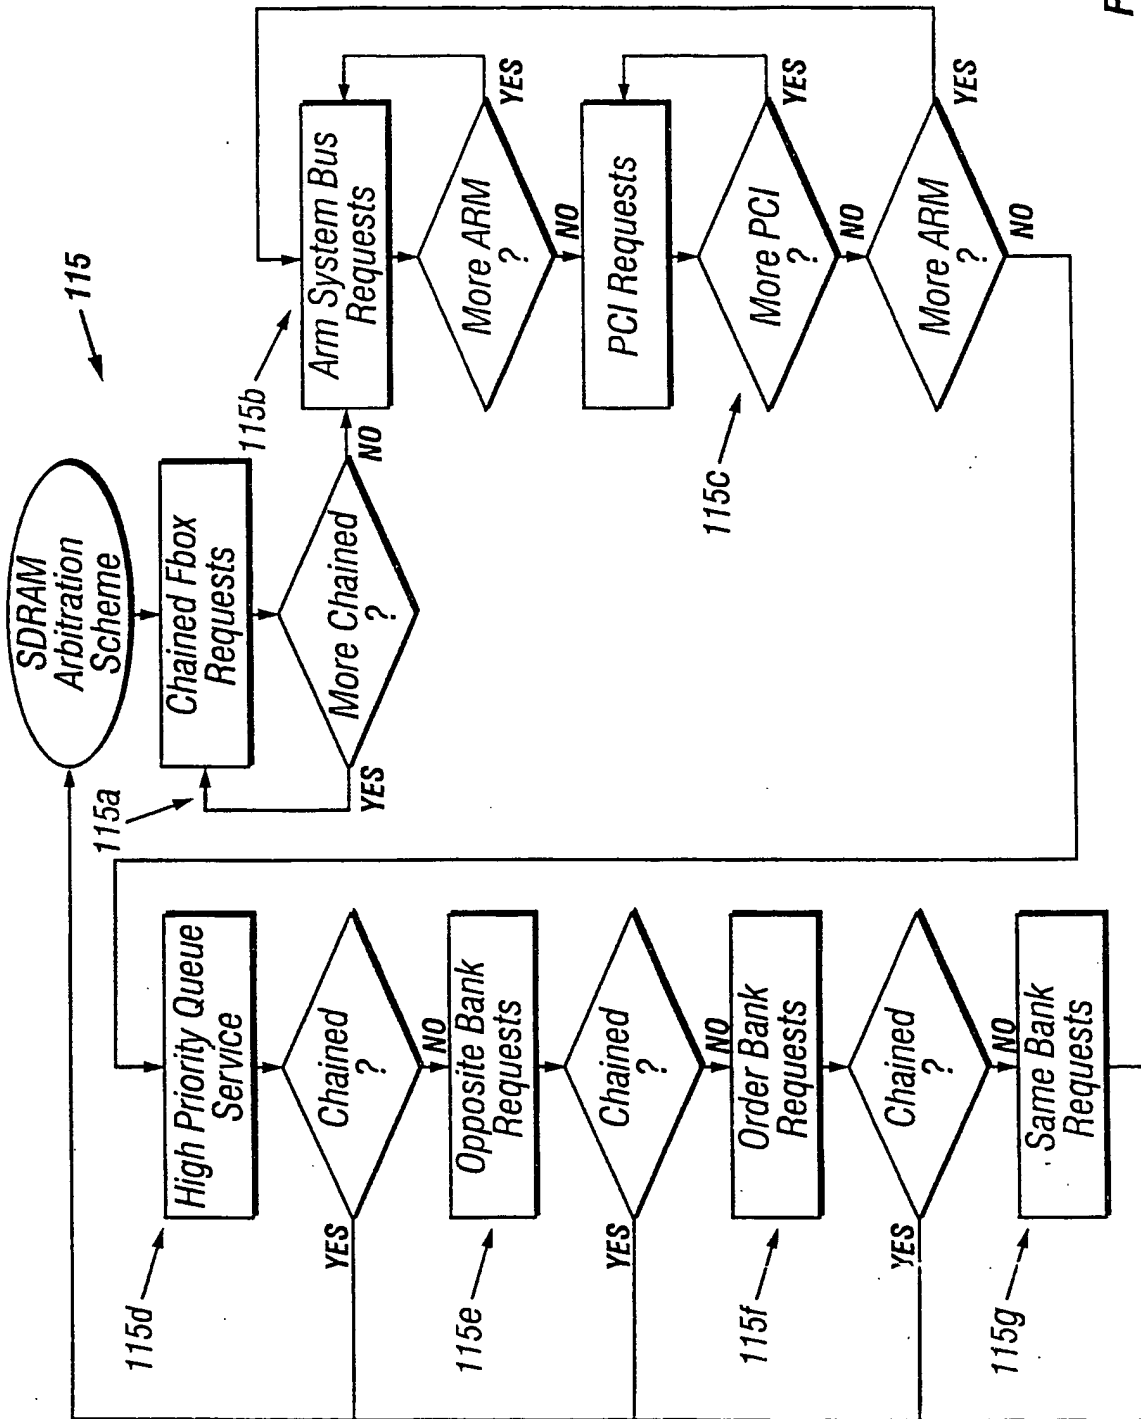 115
SDRAM
Arbitration
Scheme
115a
Chained Fbox
Requests
More Chained
?
YES
NO
115b
Arm System Bus
Requests
More ARM
?
YES
NO
PCI Requests
115c
More PCI
?
YES
NO
More ARM
?
YES
NO
115d
High Priority Queue
Service
Chained
?
YES
NO
115e
Opposite Bank
Requests
Chained
?
YES
NO
115f
Order Bank
Requests
Chained
?
YES
NO
115g
Same Bank
Requests